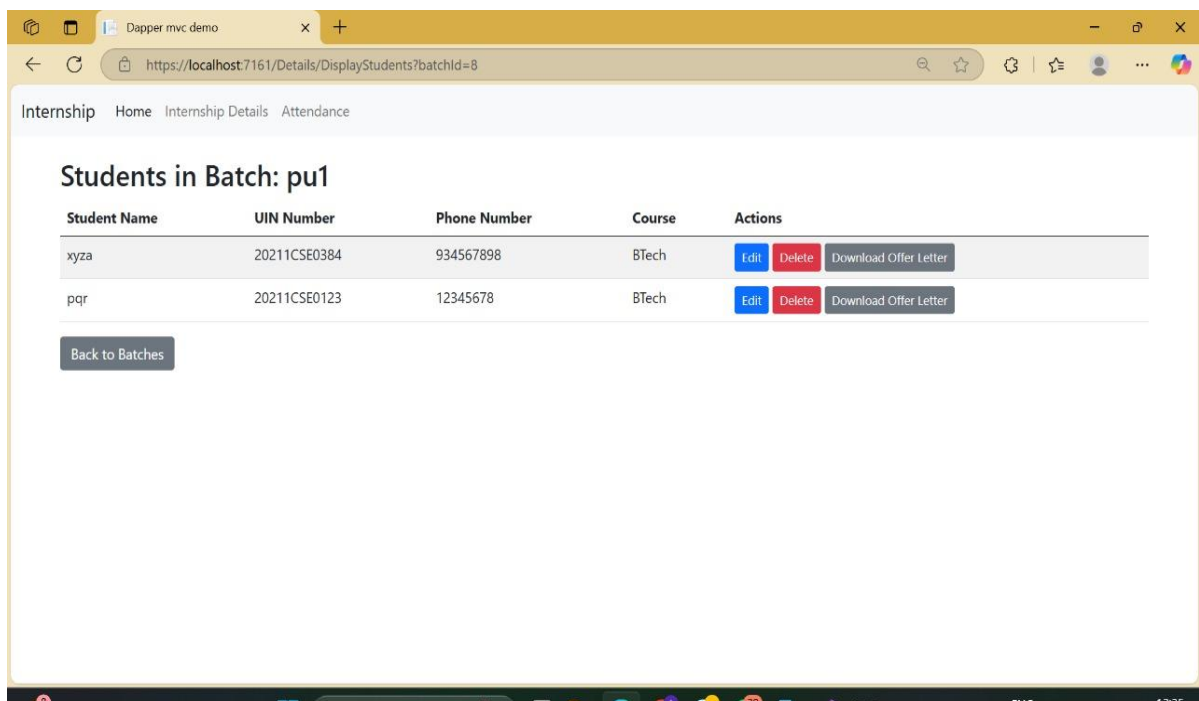 Dapper mvc demo
https://localhost:7161/Details/DisplayStudents?batchId=8
Internship Home Internship Details Attendance
Students in Batch: pu1
Student Name UIN Number Phone Number Course Actions
xyza 20211CSE0384 934567898 BTech Edit Delete Download Offer Letter
pqr 20211CSE0123 12345678 BTech Edit Delete Download Offer Letter
Back to Batches